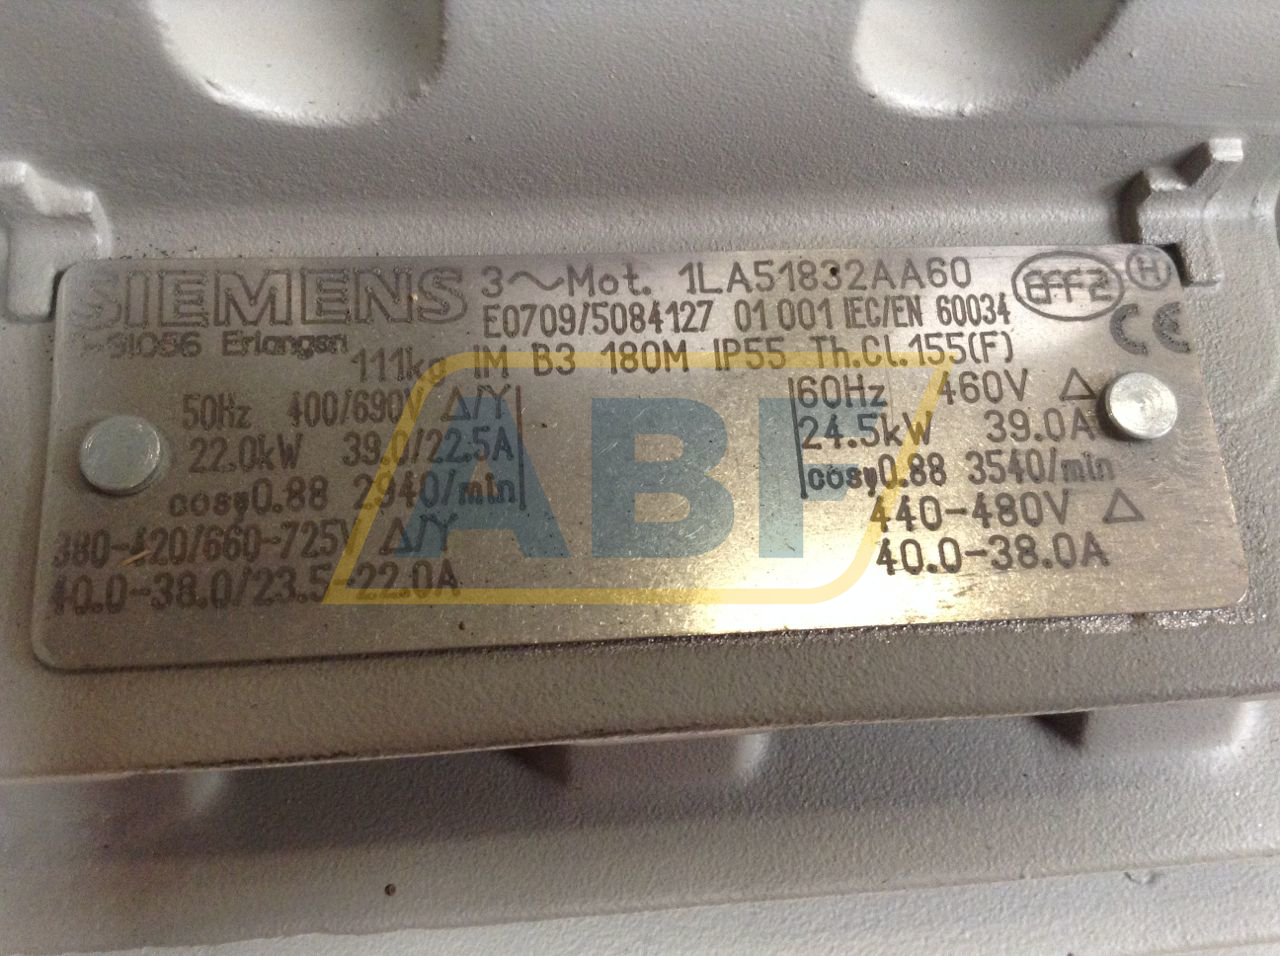 SIEMENS 3～Mot. 1LA51832AA60 EFF2 H
E0709/5084127 01 001 IEC/EN 60034 CE
D-91056 Erlangen
111kg IM B3 180M IP55 Th.Cl.155(F)
50Hz 400/690V Δ/Y 60Hz 460V Δ
22.0kW 39.0/22.5A 24.5kW 39.0A
cosφ0.88 2940/min cosφ0.88 3540/min
380-420/660-725V Δ/Y 440-480V Δ
40.0-38.0/23.5-22.0A 40.0-38.0A
ABF